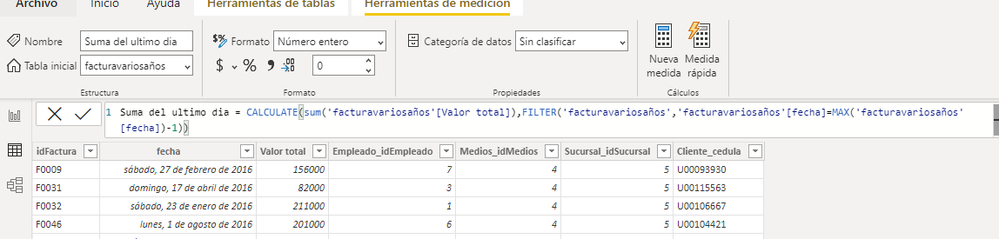 Archivo Inicio Ayuda Herramientas de tablas Herramientas de medición
Nombre Suma del ultimo dia Formato Número entero Categoría de datos Sin clasificar
Tabla inicial facturavariosaños $ % 0 Nueva medida Medida rápida
Estructura Formato Propiedades Cálculos
1 Suma del ultimo dia = CALCULATE(sum('facturavariosaños'[Valor total]),FILTER('facturavariosaños','facturavariosaños'[fecha]=MAX('facturavariosaños'
[fecha])-1))
idFactura fecha Valor total Empleado_idEmpleado Medios_idMedios Sucursal_idSucursal Cliente_cedula
F0009 sábado, 27 de febrero de 2016 156000 7 4 5 U00093930
F0031 domingo, 17 de abril de 2016 82000 3 4 5 U00115563
F0032 sábado, 23 de enero de 2016 211000 1 4 5 U00106667
F0046 lunes, 1 de agosto de 2016 201000 6 4 5 U00104421